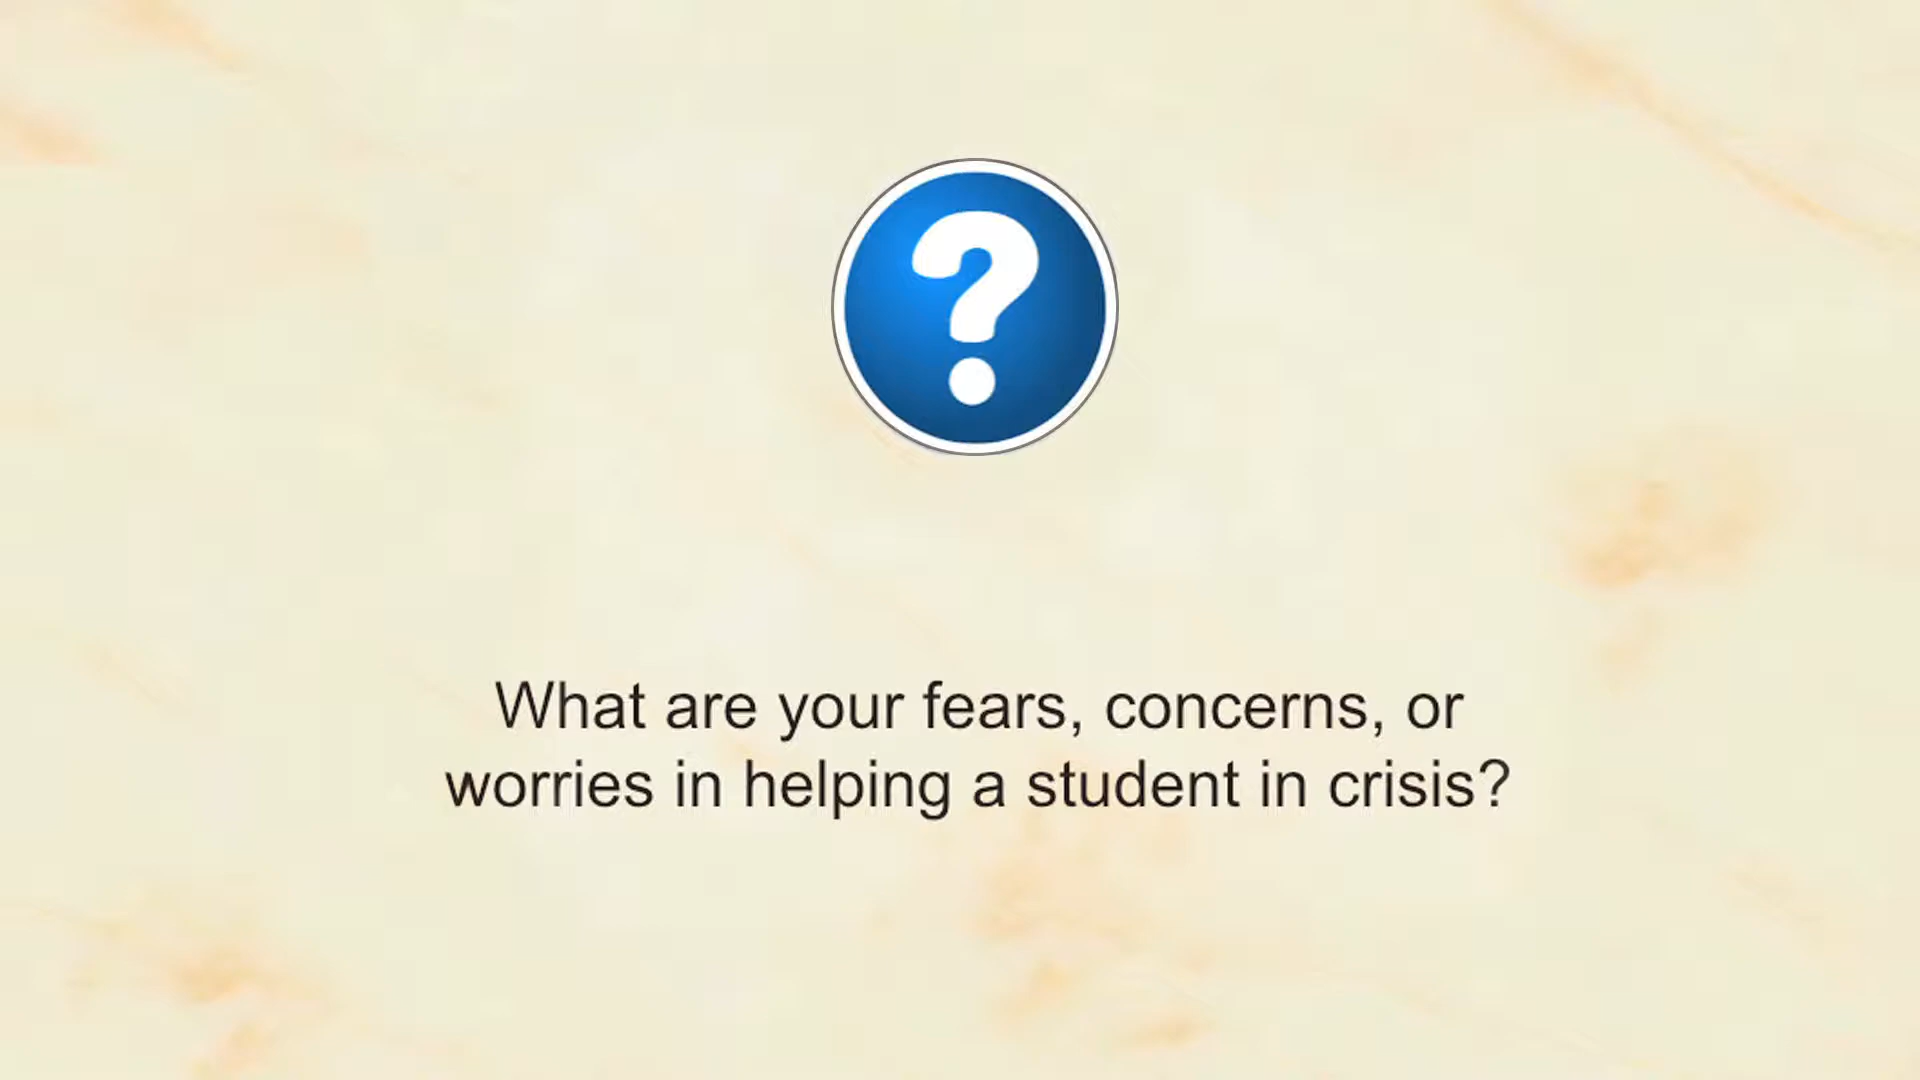 ?
What are your fears, concerns, or
worries in helping a student in crisis?